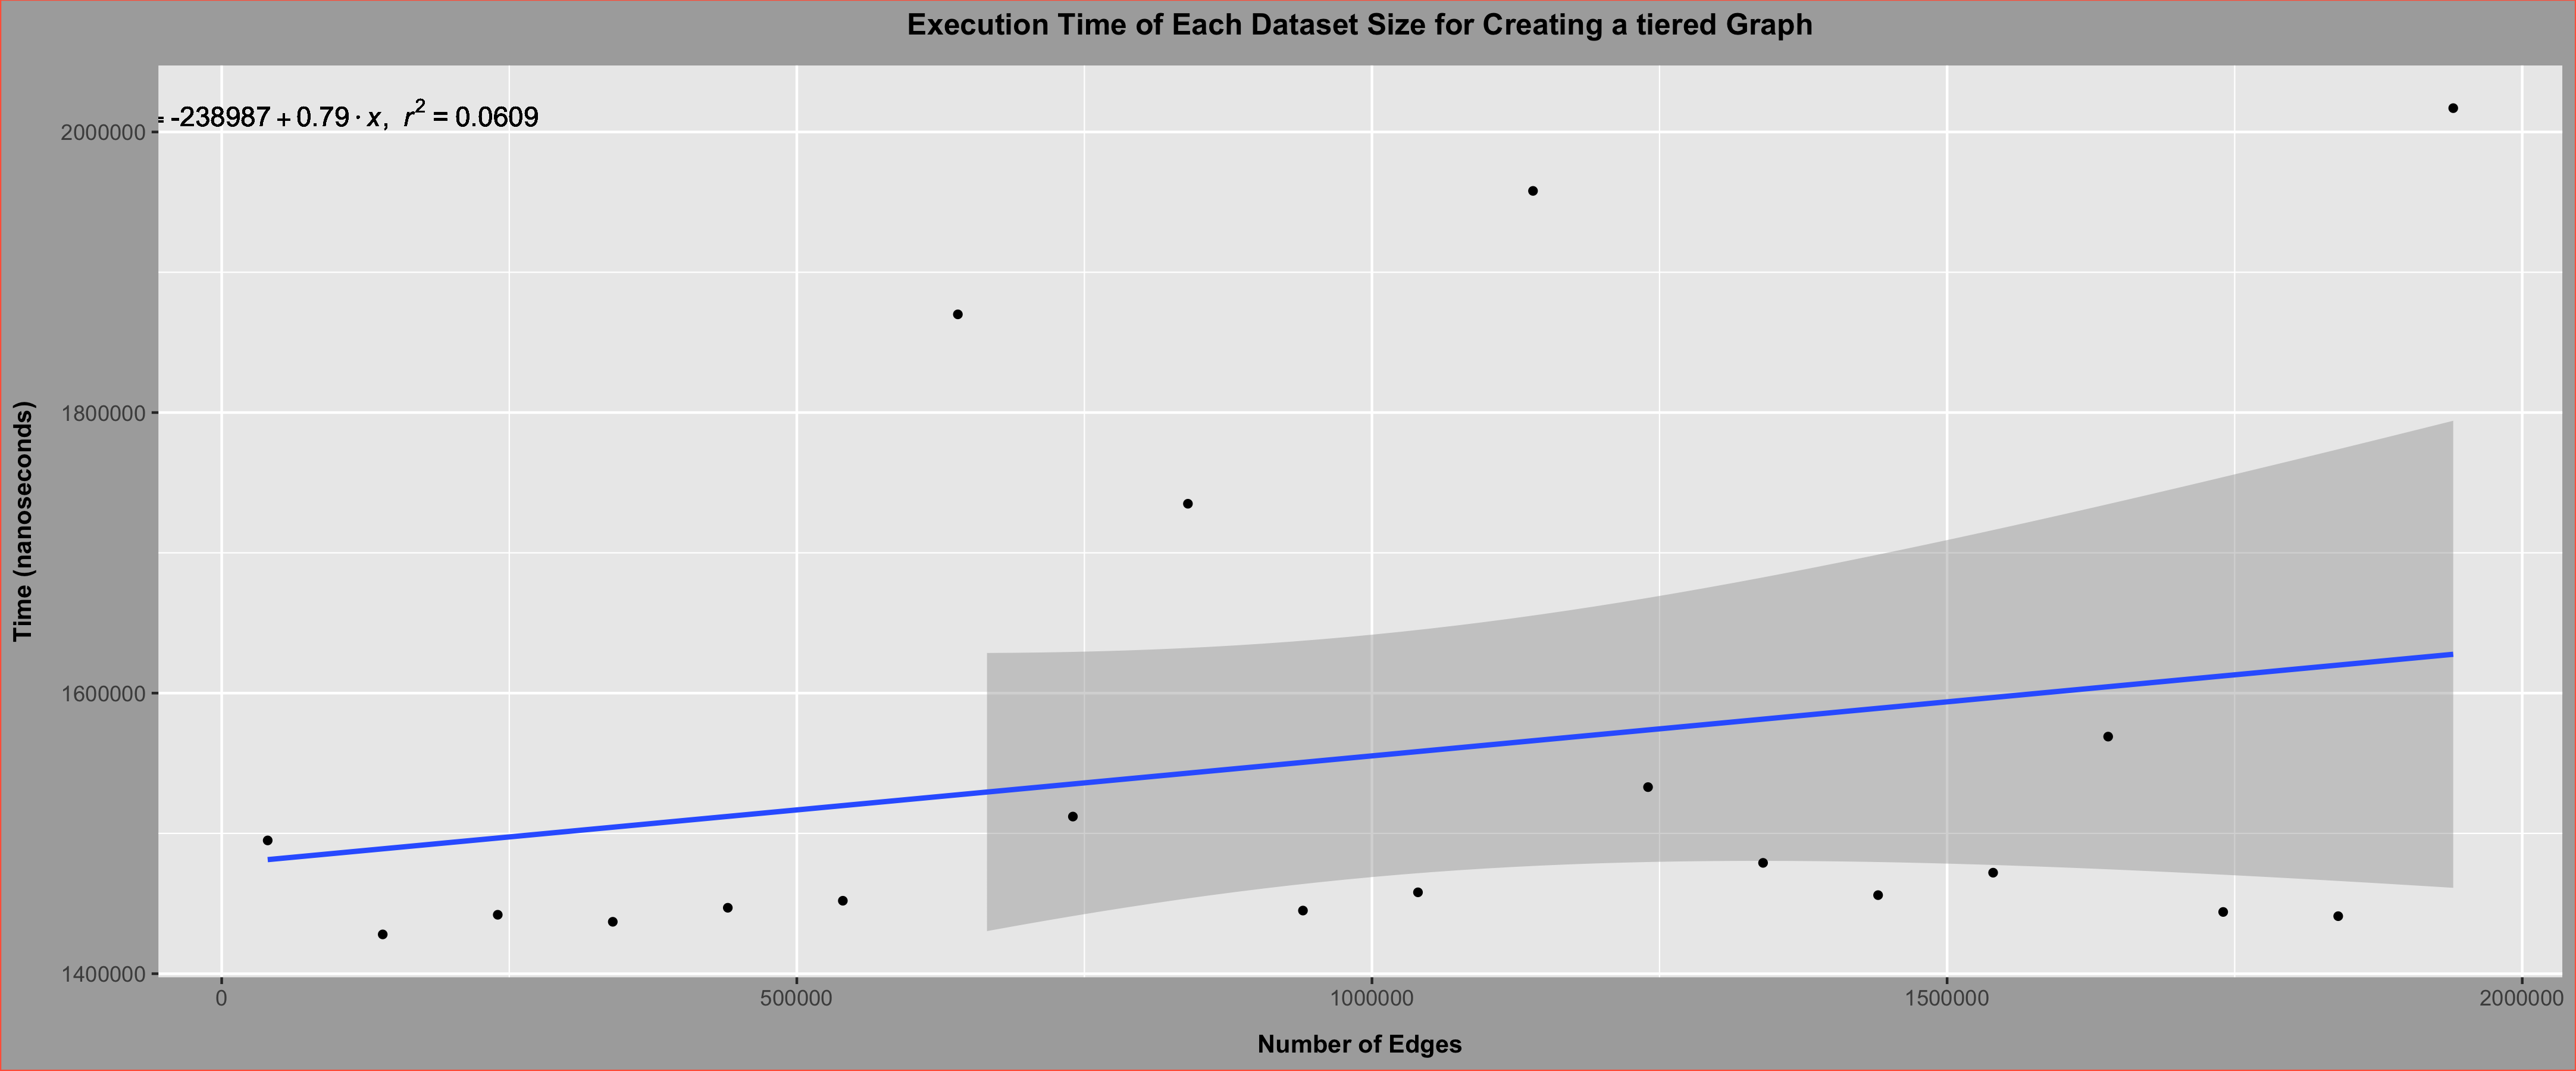 Execution Time of Each Dataset Size for Creating a tiered Graph
= -238987 + 0.79 · x, r² = 0.0609
2000000
1800000
1600000
1400000
Time (nanoseconds)
0 500000 1000000 1500000 2000000
Number of Edges